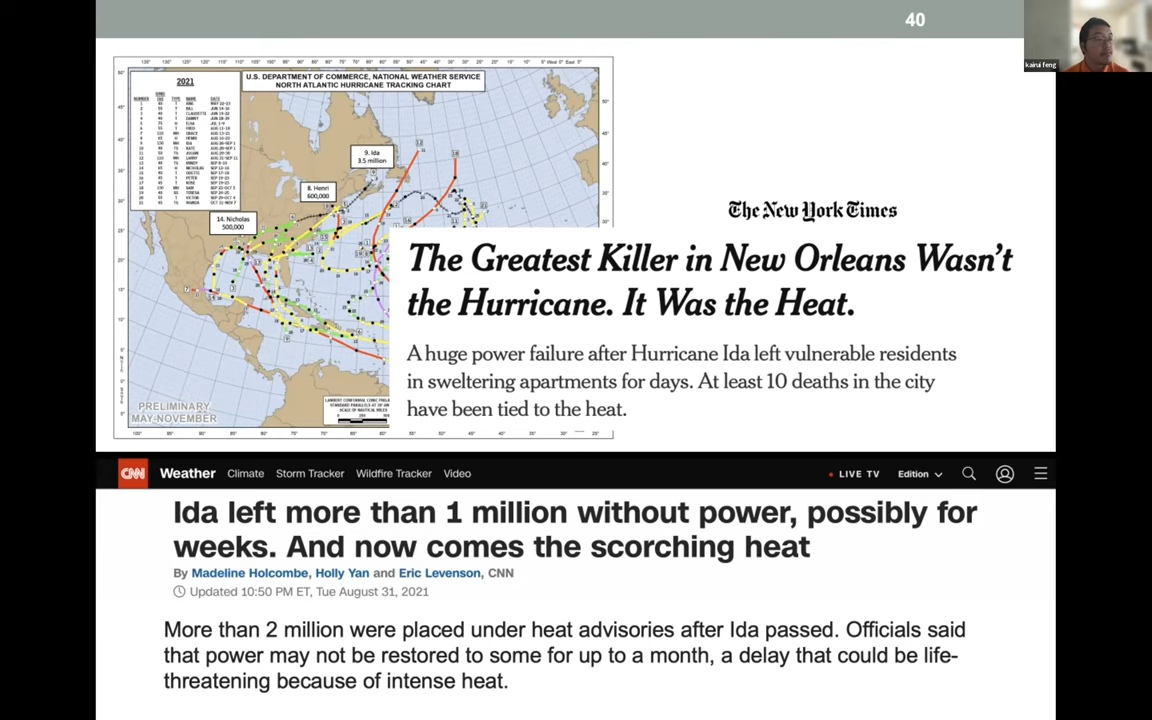 40
kairui feng
2021
U.S. DEPARTMENT OF COMMERCE, NATIONAL WEATHER SERVICE
NORTH ATLANTIC HURRICANE TRACKING CHART
9. Ida
3.5 million
8. Henri
600,000
14. Nicholas
500,000
PRELIMINARY
MAY-NOVEMBER
The New York Times
The Greatest Killer in New Orleans Wasn't
the Hurricane. It Was the Heat.
A huge power failure after Hurricane Ida left vulnerable residents
in sweltering apartments for days. At least 10 deaths in the city
have been tied to the heat.
CNN Weather Climate Storm Tracker Wildfire Tracker Video LIVE TV Edition
Ida left more than 1 million without power, possibly for
weeks. And now comes the scorching heat
By Madeline Holcombe, Holly Yan and Eric Levenson, CNN
Updated 10:50 PM ET, Tue August 31, 2021
More than 2 million were placed under heat advisories after Ida passed. Officials said
that power may not be restored to some for up to a month, a delay that could be life-
threatening because of intense heat.